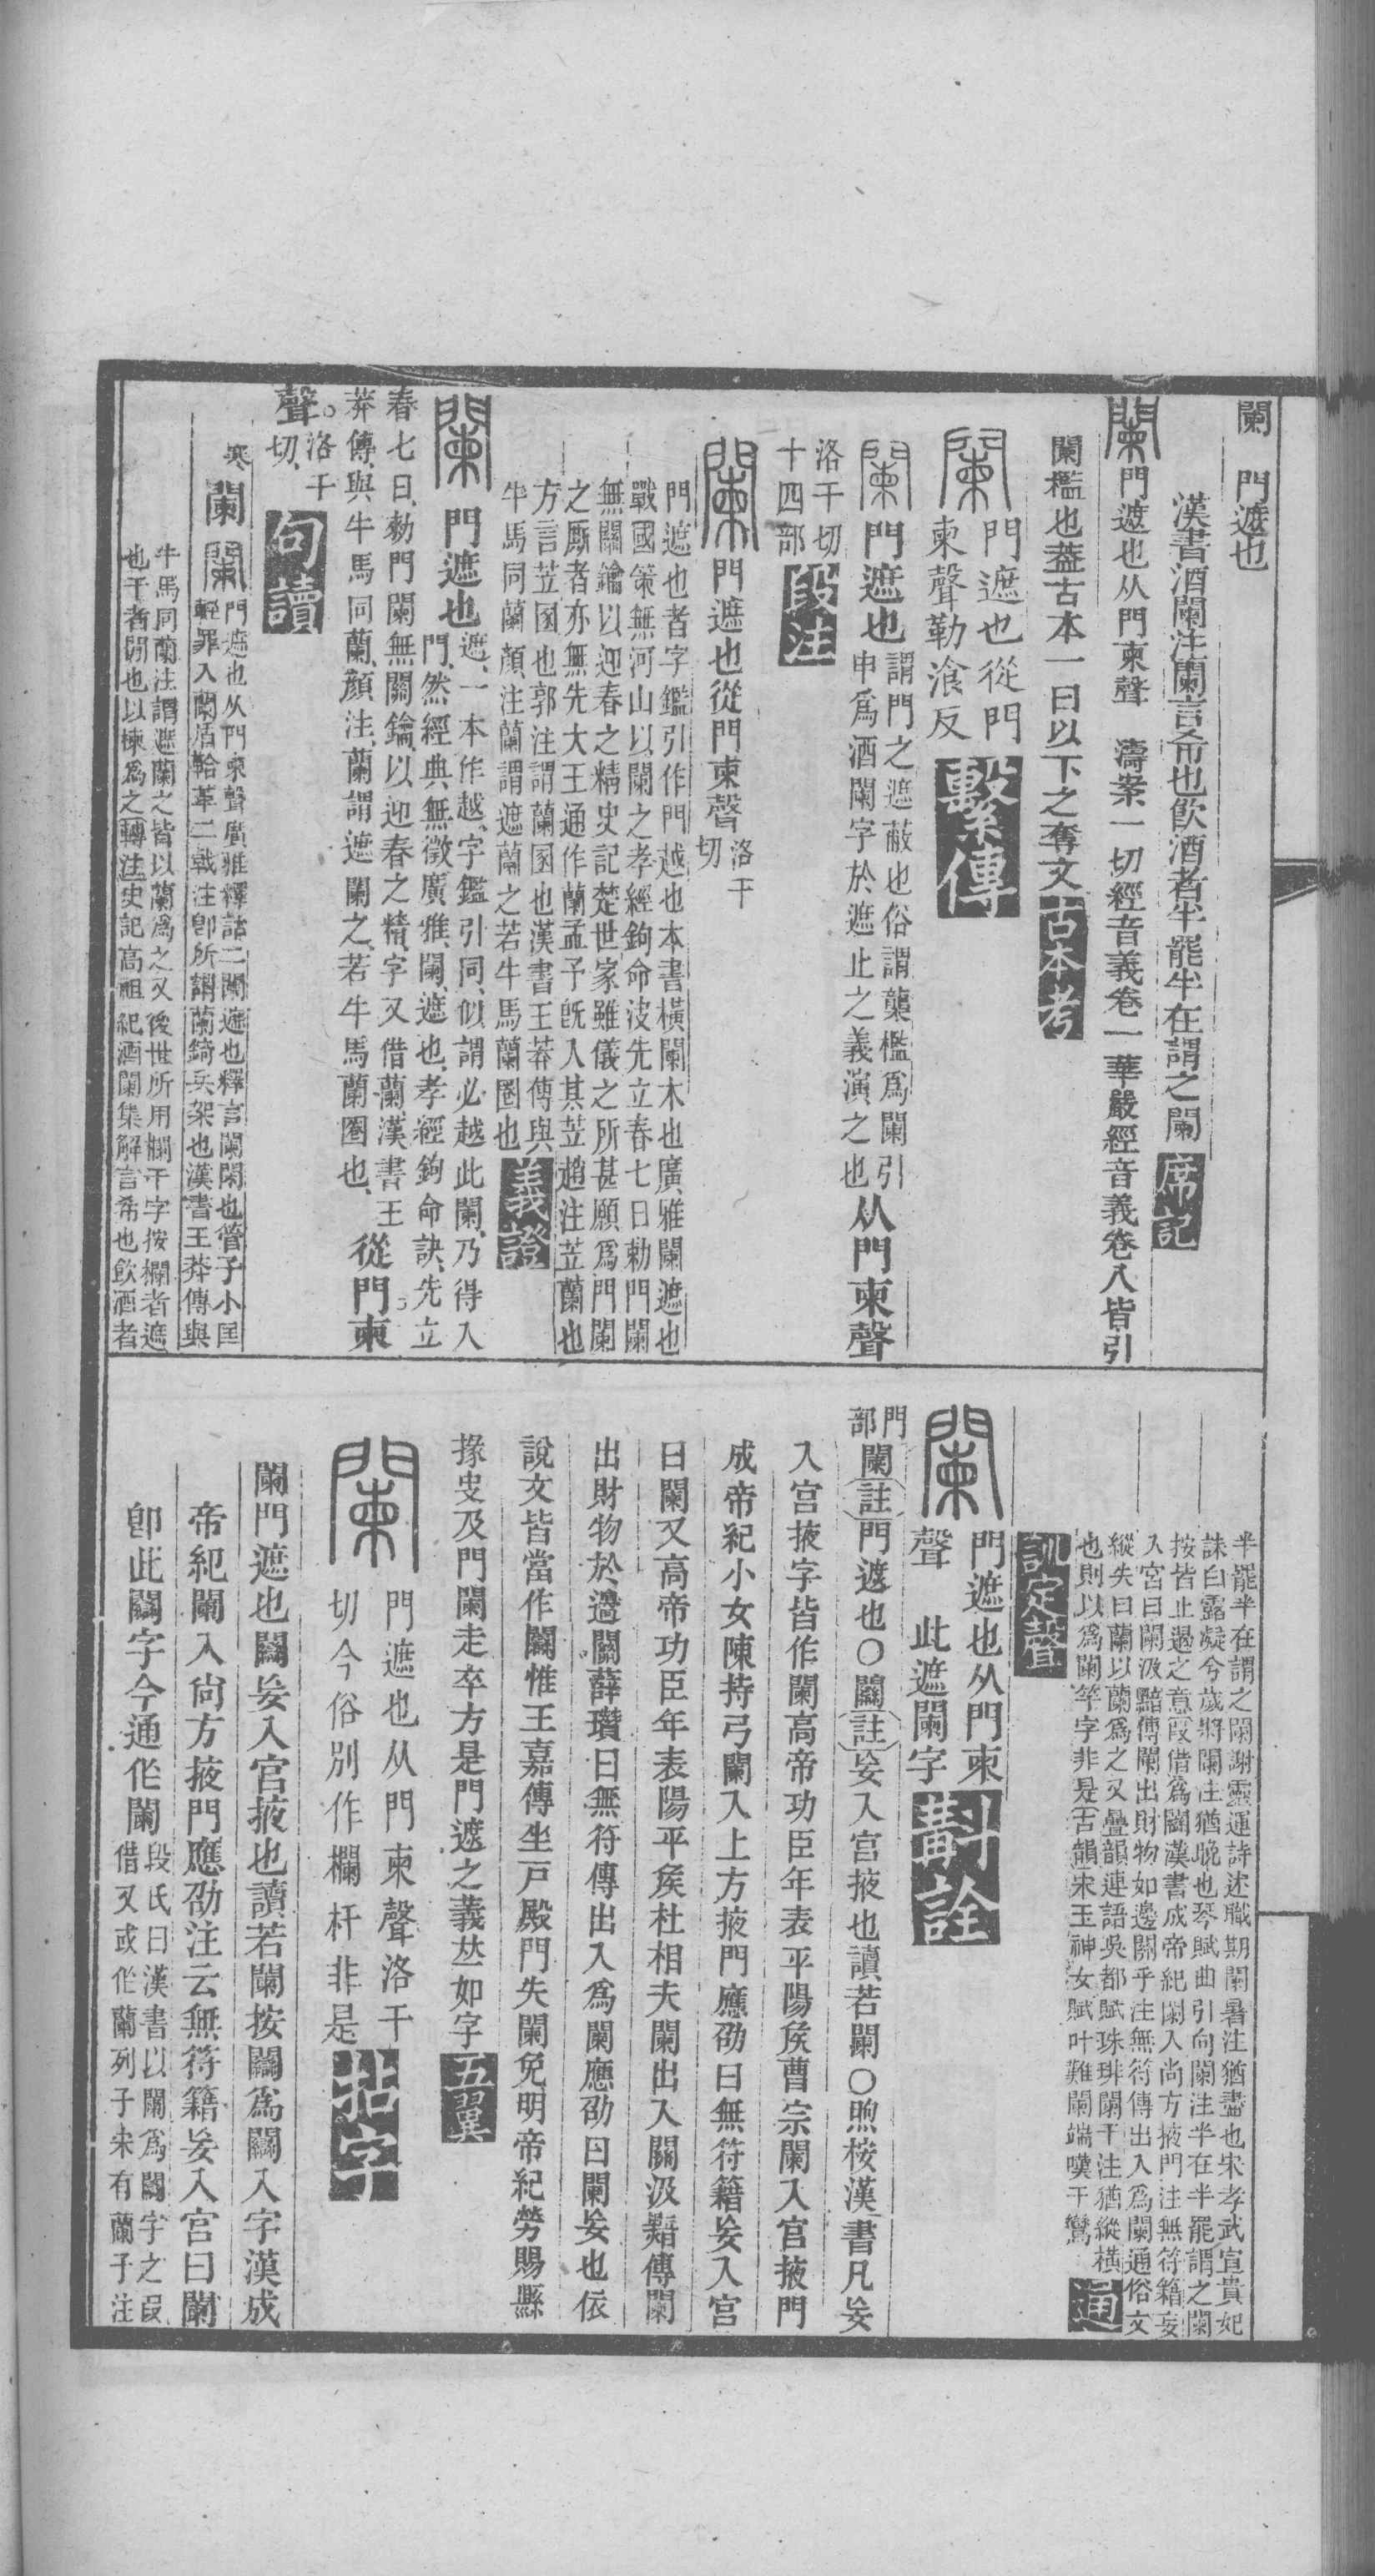 闌　門遮也
漢書酒闌注闌言希也飮酒者半罷半在謂之闌　席記
闌門遮也从門柬聲　濤案一切經音義卷一華嚴經音義卷八皆引
闌檻也葢古本一曰以下之奪文　古本考
闌門遮也從門
柬聲勒飡反　繫傳
闌門遮也
謂門之遮蔽也俗謂櫳檻爲闌引
申爲酒闌字於遮止之義演之也
从門柬聲
洛干切
十四部　段注
闌門遮也從門柬聲
洛干
切
門遮也者字鑑引作門越也本書橫闌木也廣雅闌遮也
戰國策無河山以闌之孝經鉤命波先立春七日勅門闌
無關鑰以迎春之精史記楚世家雖儀之所甚願爲門闌
之厮者亦無先大王通作蘭孟子旣入其苙趙注苙蘭也
方言苙圂也郭注謂蘭圂也漢書王莽傳與
牛馬同蘭顔注蘭謂遮蘭之若牛馬蘭圈也　義證
闌門遮也
遮、一本作越、字鑑引同、似謂必越此闌、乃得入
門、然經典無徵、廣雅、闌、遮也、孝經鉤命訣、先立
春七日、勅門闌無關鑰、以迎春之精、字又借蘭、漢書王
莽傳、與牛馬同蘭、顔注、蘭謂遮闌之、若牛馬蘭圈也、
從門柬
聲。
洛干
切、　句讀
寒　闌　闌
門遮也从門柬聲廣雅釋詁二闌遮也釋言闌閑也管子小匡
輕罪入闌盾鞈革二戟注卽所謂蘭錡兵架也漢書王莽傳與
牛馬同蘭注謂遮蘭之皆以蘭爲之又後世所用欄干字按欄者遮
也干者閑也以楝爲之轉注史記高祖紀酒闌集解言希也飮酒者
半罷半在謂之闌謝靈運詩述職期闌暑注猶盡也宋孝武宣貴妃
誄白露凝兮歲將闌注猶晚也琴賦曲引向闌注半在半罷謂之闌
按皆止遏之意叚借爲闌漢書成帝紀闌入尚方掖門注無符籍妄
入宮曰闌汲黯傳闌出財物如邊關乎注無符傳出入爲闌通俗文
縱失曰蘭以蘭爲之又疊韻連語吳都賦珠琲闌干注猶縱橫
也則以爲闌竿字非是古韻宋玉神女賦叶難闌端嘆干鸞　通
訓定聲
闌門遮也从門柬
聲　此遮闌字　斠詮
門
部
闌註門遮也〇闌註妄入宮掖也讀若闌〇煦桉漢書凡妄
入宮掖字皆作闌高帝功臣年表平陽矦曹宗闌入宮掖門
成帝紀小女陳持弓闌入上方掖門應劭曰無符籍妄入宮
曰闌又高帝功臣年表陽平矦杜相夫闌出入關汲黯傳闌
出財物於邊關薛瓚曰無符傳出入爲闌應劭曰闌妄也依
說文皆當作闌惟王嘉傳坐戸殿門失闌免明帝紀勞賜縣
掾史及門闌走卒方是門遮之義𠀤如字　五翼
闌
門遮也从門柬聲洛干
切今俗別作欄杆非是　拈字
闌門遮也闌妄入宮掖也讀若闌按闌爲闌入字漢成
帝紀闌入尙方掖門應劭注云無符籍妄入宮曰闌
卽此闌字今通作闌
段氏曰漢書以闌爲闌字之叚
借又或作蘭列子宋有蘭子注